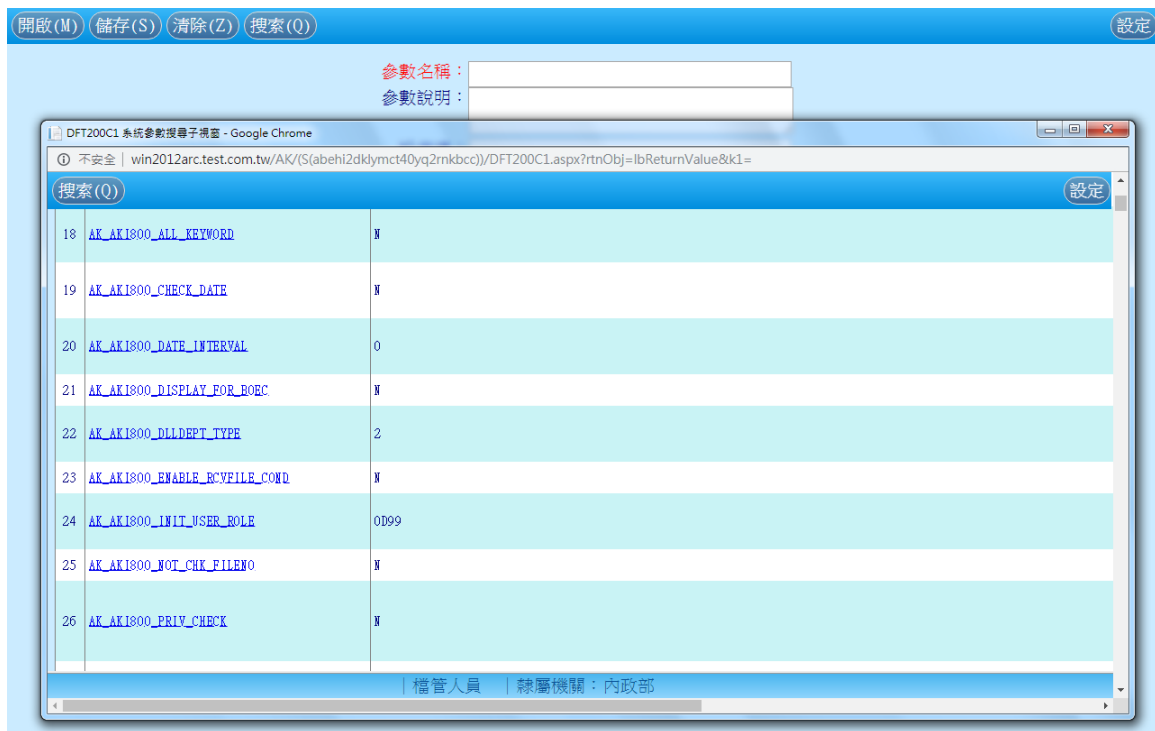 開啟(M) 儲存(S) 清除(Z) 搜索(Q) 設定
參數名稱：
參數說明：
DFT200C1 系統參數搜尋子視窗 - Google Chrome
不安全 | win2012arc.test.com.tw/AK/(S(abehi2dklymct40yq2rnkbcc))/DFT200C1.aspx?rtnObj=lbReturnValue&k1=
搜索(Q) 設定
18 AK_AKI800_ALL_KEYWORD N
19 AK_AKI800_CHECK_DATE N
20 AK_AKI800_DATE_INTERVAL 0
21 AK_AKI800_DISPLAY_FOR_BOEC N
22 AK_AKI800_DLLDEPT_TYPE 2
23 AK_AKI800_ENABLE_RCVFILE_COND N
24 AK_AKI800_INIT_USER_ROLE 0D99
25 AK_AKI800_NOT_CHK_FILENO N
26 AK_AKI800_PRIV_CHECK N
|檔管人員 |隸屬機關：內政部